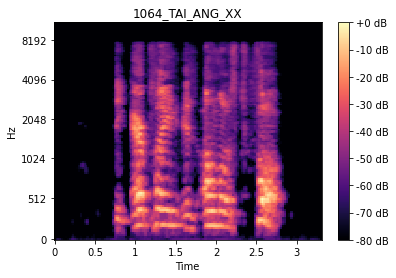 1064_TAI_ANG_XX
+0 dB
8192
-10 dB
4096
-20 dB
-30 dB
2048
Hz
-40 dB
1024
-50 dB
512
-60 dB
-70 dB
0
-80 dB
0 0.5 1 1.5 2 2.5 3
Time